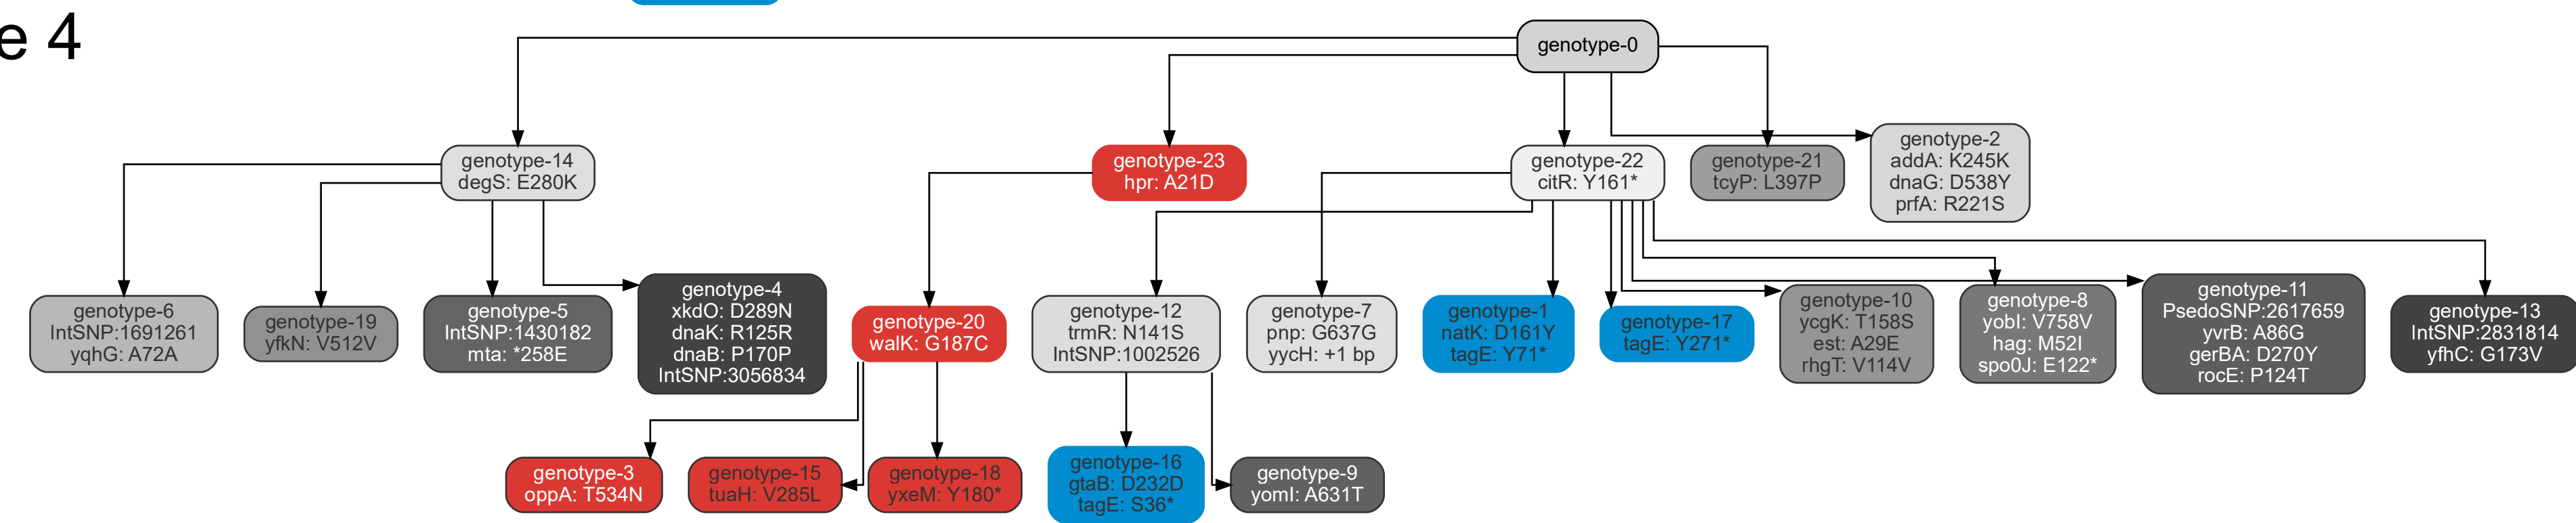 e 4
genotype-0
genotype-14
degS: E280K
genotype-23
hpr: A21D
genotype-22
citR: Y161*
genotype-21
tcyP: L397P
genotype-2
addA: K245K
dnaG: D538Y
prfA: R221S
genotype-6
IntSNP:1691261
yqhG: A72A
genotype-19
yfkN: V512V
genotype-5
IntSNP:1430182
mta: *258E
genotype-4
xkdO: D289N
dnaK: R125R
dnaB: P170P
IntSNP:3056834
genotype-20
walK: G187C
genotype-12
trmR: N141S
IntSNP:1002526
genotype-7
pnp: G637G
yycH: +1 bp
genotype-1
natK: D161Y
tagE: Y71*
genotype-17
tagE: Y271*
genotype-10
ycgK: T158S
est: A29E
rhgT: V114V
genotype-8
yobI: V758V
hag: M52I
spo0J: E122*
genotype-11
PsedoSNP:2617659
yvrB: A86G
gerBA: D270Y
rocE: P124T
genotype-13
IntSNP:2831814
yfhC: G173V
genotype-3
oppA: T534N
genotype-15
tuaH: V285L
genotype-18
yxeM: Y180*
genotype-16
gtaB: D232D
tagE: S36*
genotype-9
yomI: A631T